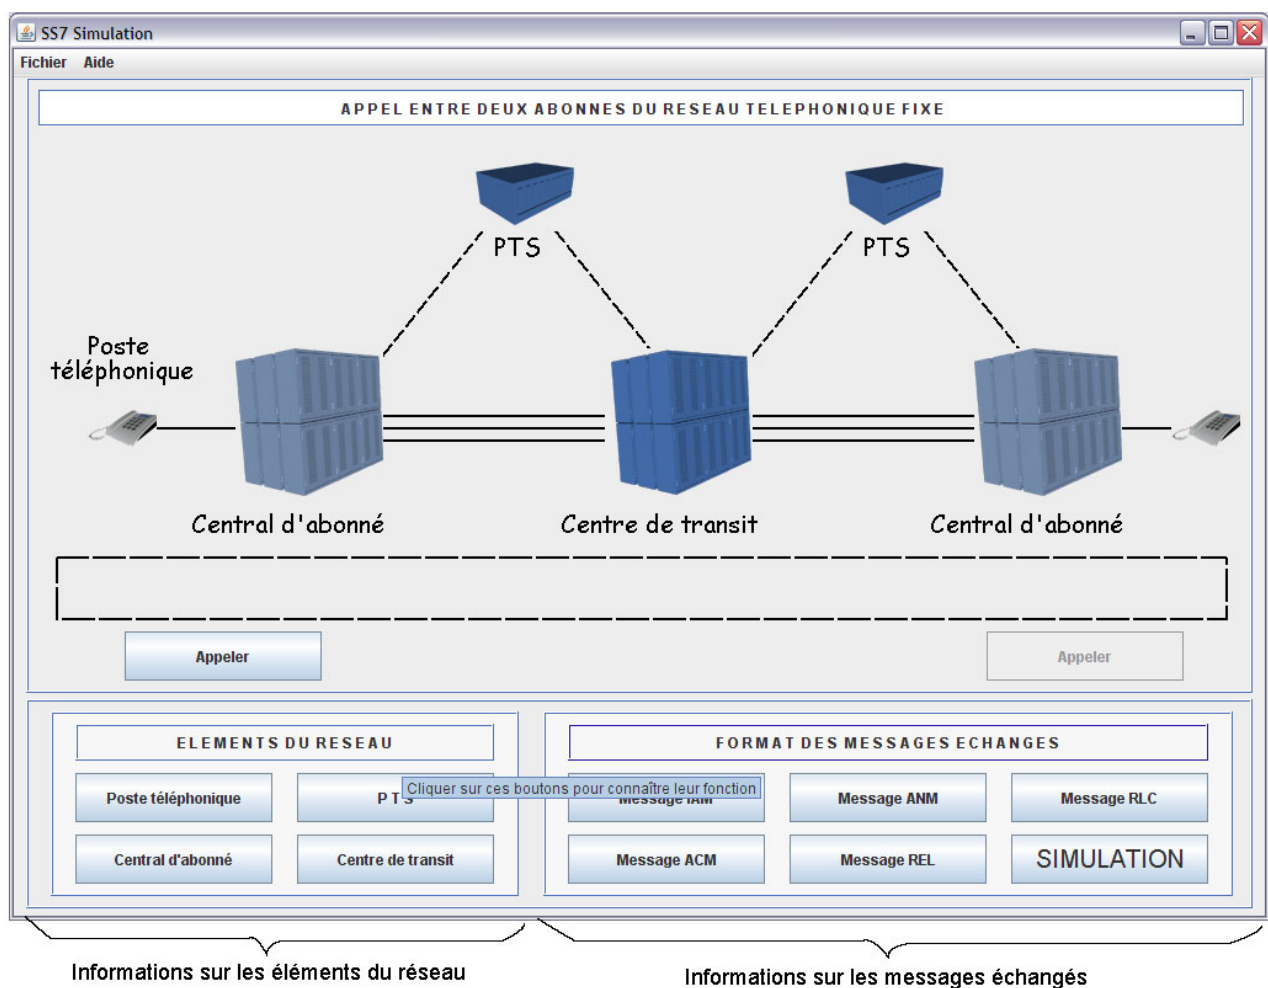 SS7 Simulation
Fichier Aide
APPEL ENTRE DEUX ABONNES DU RESEAU TELEPHONIQUE FIXE
PTS
PTS
Poste
téléphonique
Central d'abonné
Centre de transit
Central d'abonné
Appeler
Appeler
ELEMENTS DU RESEAU
FORMAT DES MESSAGES ECHANGES
Poste téléphonique
P T S
Cliquer sur ces boutons pour connaître leur fonction
Message IAM
Message ANM
Message RLC
Central d'abonné
Centre de transit
Message ACM
Message REL
SIMULATION
Informations sur les éléments du réseau
Informations sur les messages échangés